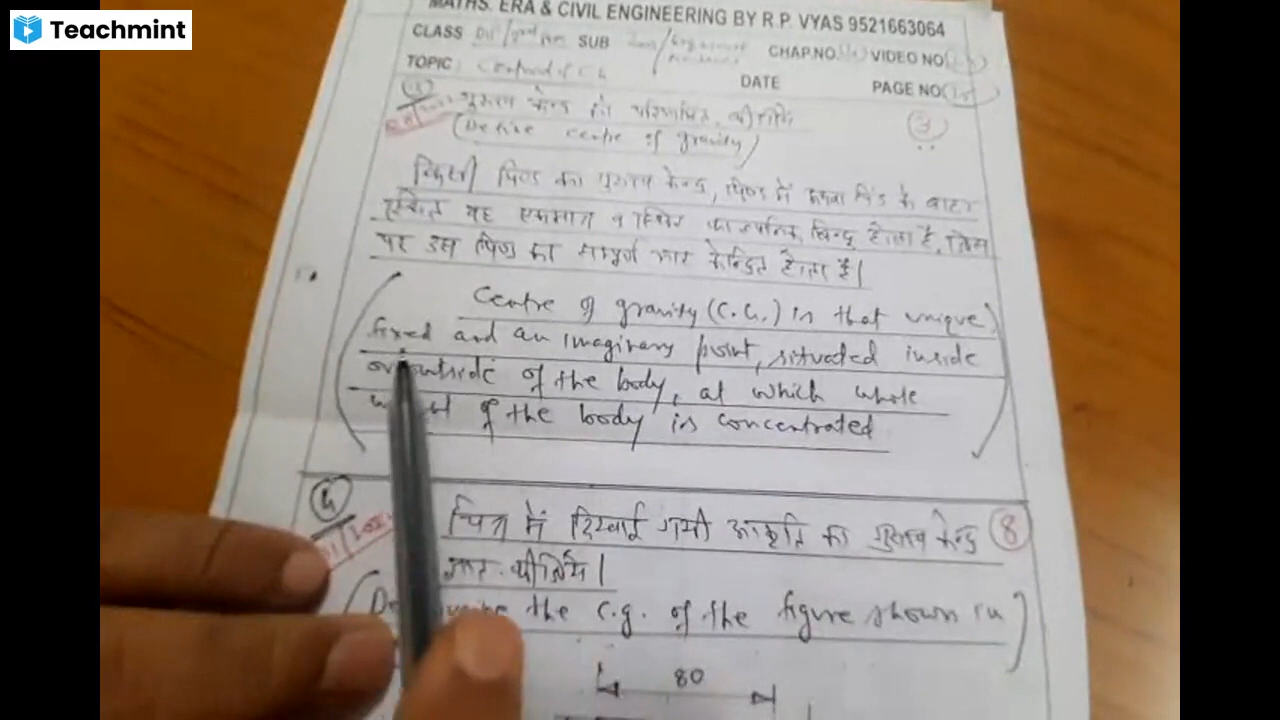 Teachmint
MATHS. ERA & CIVIL ENGINEERING BY R.P. VYAS 9521663064
CLASS SUB CHAP.NO. VIDEO NO
TOPIC: DATE PAGE NO
गुरुत्व केन्द्र को परिभाषित कीजिये
(Define centre of gravity)
3
किसी पिण्ड का गुरुत्व केन्द्र, पिण्ड में अथवा पिंड के बाहर
स्थित वह एकमात्र व स्थिर काल्पनिक बिन्दु होता है, जिस
पर उस पिण्ड का सम्पूर्ण भार केन्द्रित होता है।
Centre of gravity (C.G.) is that unique,
fixed and an imaginary point, situated inside
or outside of the body, at which whole
of the body is concentrated
चित्र में दिखाई गयी आकृति का गुरुत्व केन्द्र 8
ज्ञात कीजिये।
the c.g. of the figure shown in
80